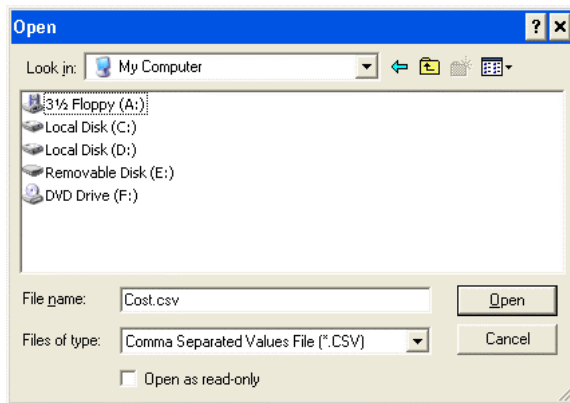 Open
Look in: My Computer
3½ Floppy (A:)
Local Disk (C:)
Local Disk (D:)
Removable Disk (E:)
DVD Drive (F:)
File name: Cost.csv Open
Files of type: Comma Separated Values File (*.CSV) Cancel
Open as read-only